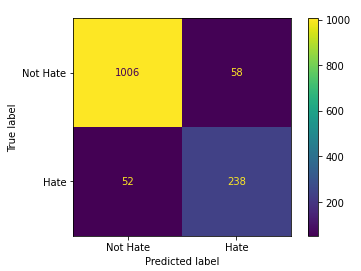 1000
Not Hate 1006 58
800
True label
600
Hate 52 238
400
200
Not Hate Hate
Predicted label